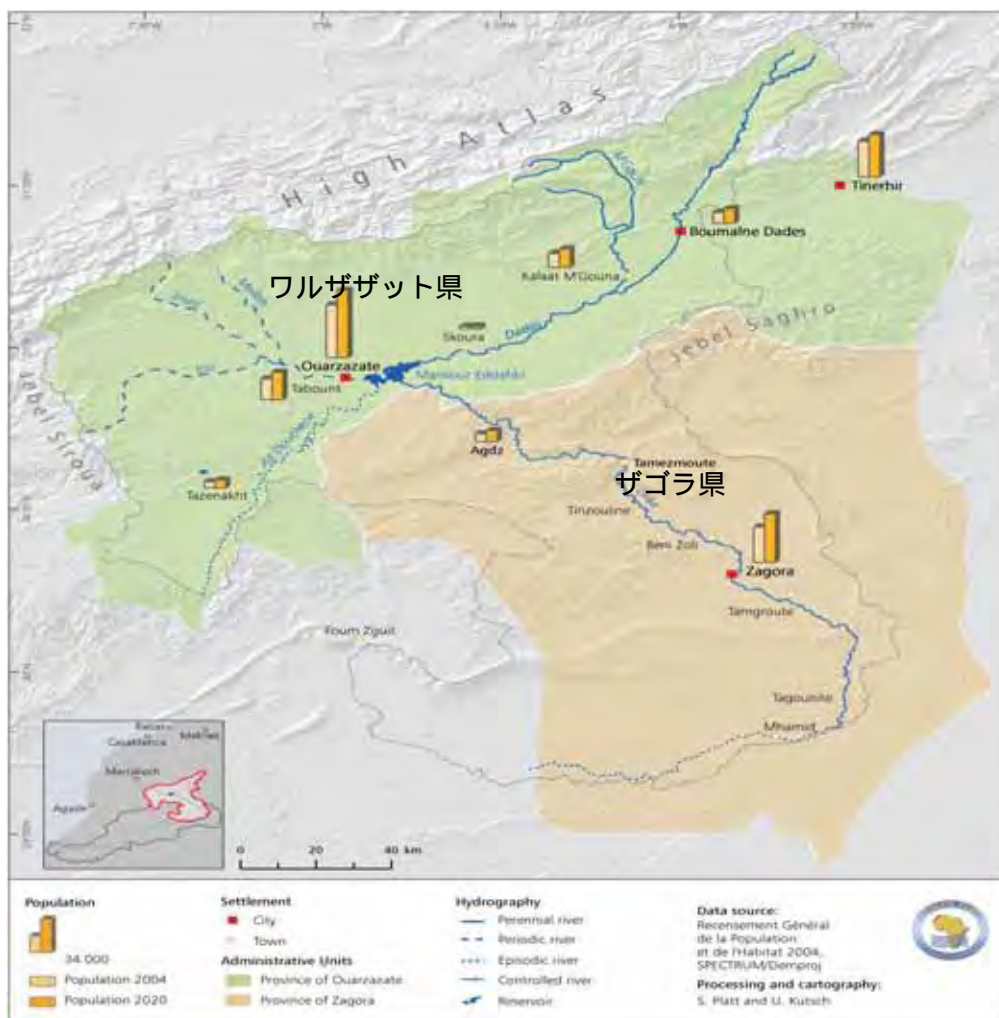 High Atlas
Tinerhir
Boumalne Dades
Kalaat M'Gouna
ワルザザット県
Skoura
Dades
Jebel Saghro
Ouarzazate
Mansour Eddahbi
Tabount
Jebel Siroua
Agdz
Tamezmoute
ザゴラ県
Tazenakht
Tinzouline
Beni Zoli
Zagora
Tamgroute
Foum Zguit
Tagounite
Mhamid
Marrakech
Casablanca
Agadir
0 20 40 km
Population
34 000
Population 2004
Population 2020
Settlement
City
Town
Administrative Units
Province of Ouarzazate
Province of Zagora
Hydrography
Perennial river
Periodic river
Episodic river
Controlled river
Reservoir
Data source:
Recensement Général
de la Population
et de l'Habitat 2004,
SPECTRUM/Demproj
Processing and cartography:
S. Platt and U. Kutsch